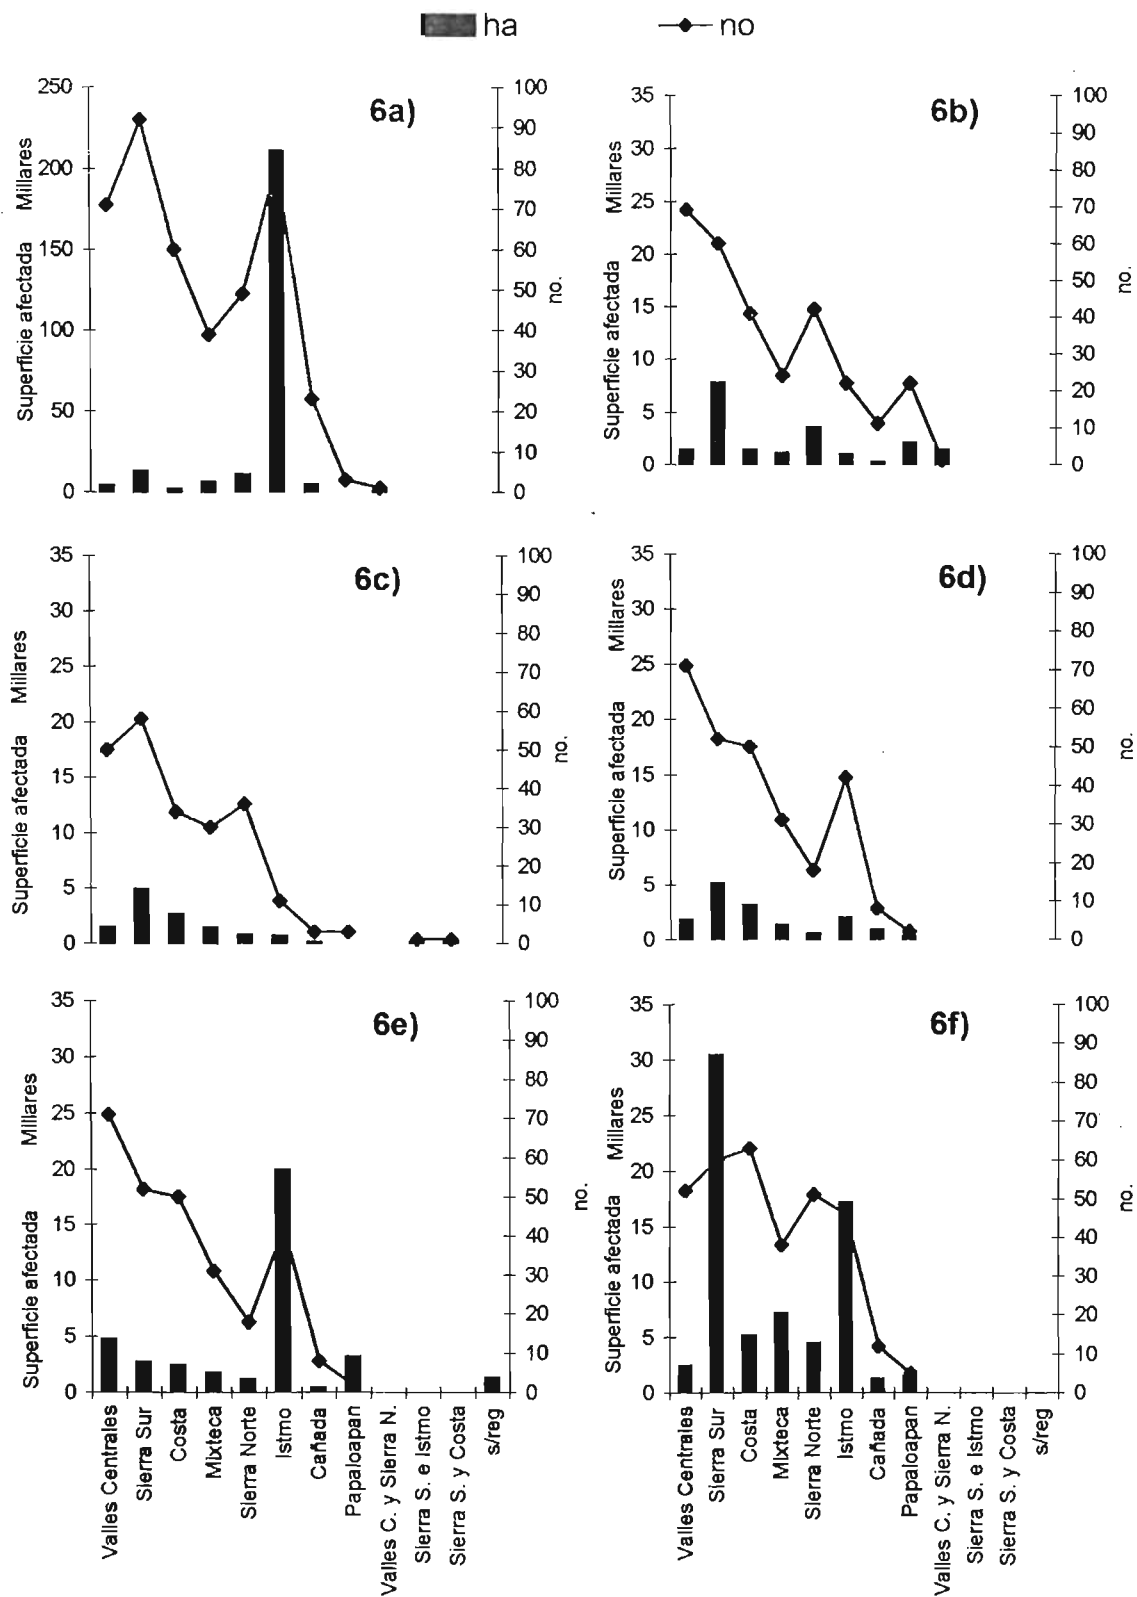 ha
no
6a)
Superficie afectada Millares
250
200
150
100
50
0
100
90
80
70
60
50
40
30
20
10
0
no.
6b)
Superficie afectada Millares
35
30
25
20
15
10
5
0
100
90
80
70
60
50
40
30
20
10
0
no.
6c)
Superficie afectada Millares
35
30
25
20
15
10
5
0
100
90
80
70
60
50
40
30
20
10
0
no.
6d)
Superficie afectada Millares
35
30
25
20
15
10
5
0
100
90
80
70
60
50
40
30
20
10
0
no.
6e)
Superficie afectada Millares
35
30
25
20
15
10
5
0
100
90
80
70
60
50
40
30
20
10
0
no.
Valles Centrales
Sierra Sur
Costa
Mixteca
Sierra Norte
Istmo
Cañada
Papaloapan
Valles C. y Sierra N.
Sierra S. e Istmo
Sierra S. y Costa
s/reg
6f)
Superficie afectada Millares
35
30
25
20
15
10
5
0
100
90
80
70
60
50
40
30
20
10
0
no.
Valles Centrales
Sierra Sur
Costa
Mixteca
Sierra Norte
Istmo
Cañada
Papaloapan
Valles C. y Sierra N.
Sierra S. e Istmo
Sierra S. y Costa
s/reg